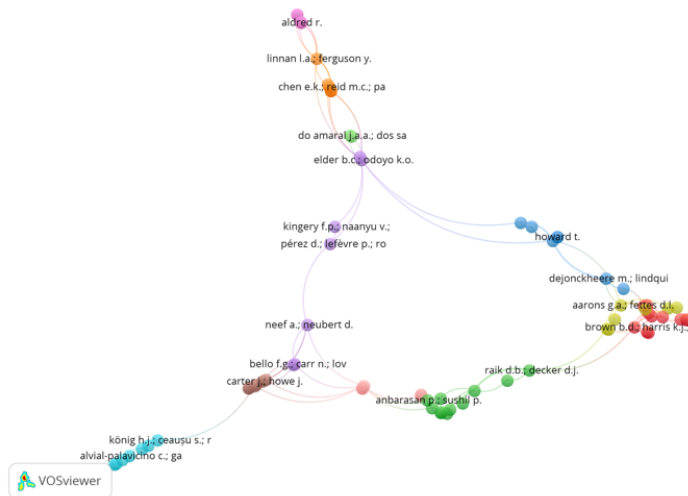 aldred r.
linnan l.a.; ferguson y.
chen e.k.; reid m.c.; pa
do amaral j.a.a.; dos sa
elder b.c.; odoyo k.o.
kingery f.p.; naanyu v.;
howard t.
pérez d.; lefèvre p.; ro
dejonckheere m.; lindqui
aarons g.a.; fettes d.l.
neef a.; neubert d.
brown b.d.; harris k.j.;
bello f.g.; carr n.; lov
raik d.b.; decker d.j.
carter j.; howe j.
anbarasan p.; sushil p.
könig h.j.; ceaușu s.; r
alvial-palavicino c.; ga
VOSviewer